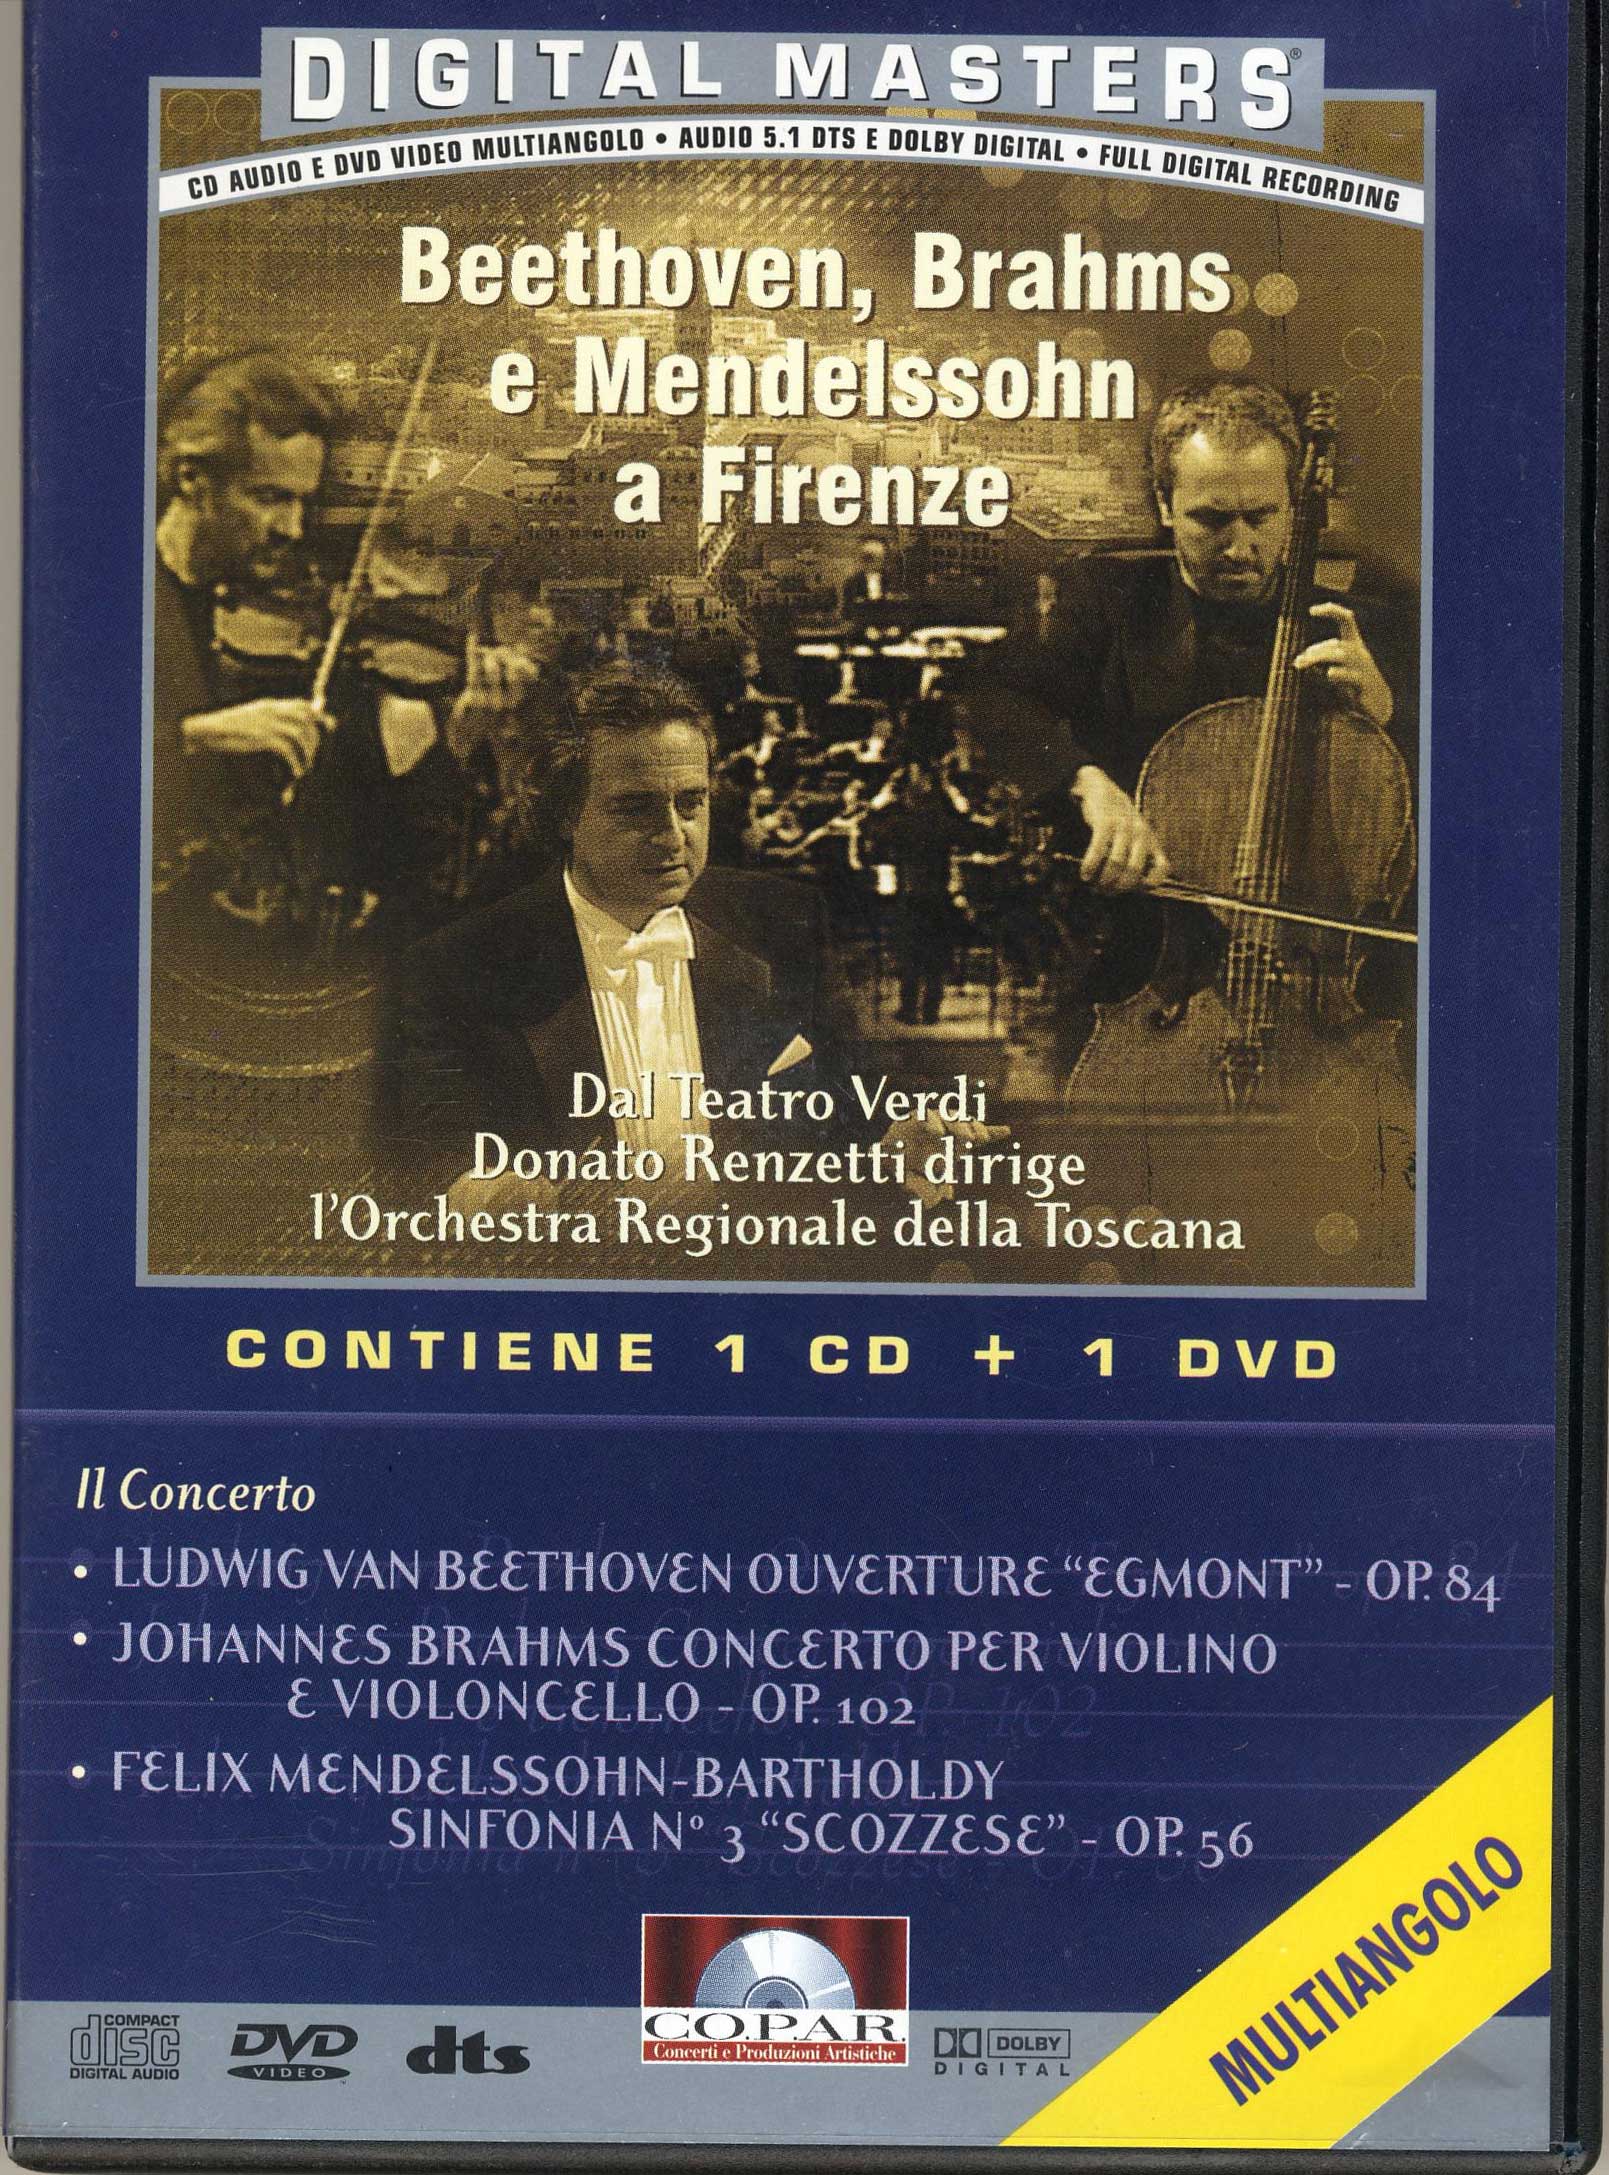 DIGITAL MASTERS®
CD AUDIO E DVD VIDEO MULTIANGOLO • AUDIO 5.1 DTS E DOLBY DIGITAL • FULL DIGITAL RECORDING
Beethoven, Brahms
e Mendelssohn
a Firenze
Dal Teatro Verdi
Donato Renzetti dirige
l'Orchestra Regionale della Toscana
CONTIENE 1 CD + 1 DVD
Il Concerto
• LUDWIG VAN BEETHOVEN OUVERTURE "EGMONT" - OP. 84
• JOHANNES BRAHMS CONCERTO PER VIOLINO
E VIOLONCELLO - OP. 102
• FELIX MENDELSSOHN-BARTHOLDY
SINFONIA Nº 3 "SCOZZESE" - OP. 56
MULTIANGOLO
COMPACT
disc
DIGITAL AUDIO
DVD
VIDEO
dts
CO.P.AR.
Concerti e Produzioni Artistiche
DOLBY
DIGITAL